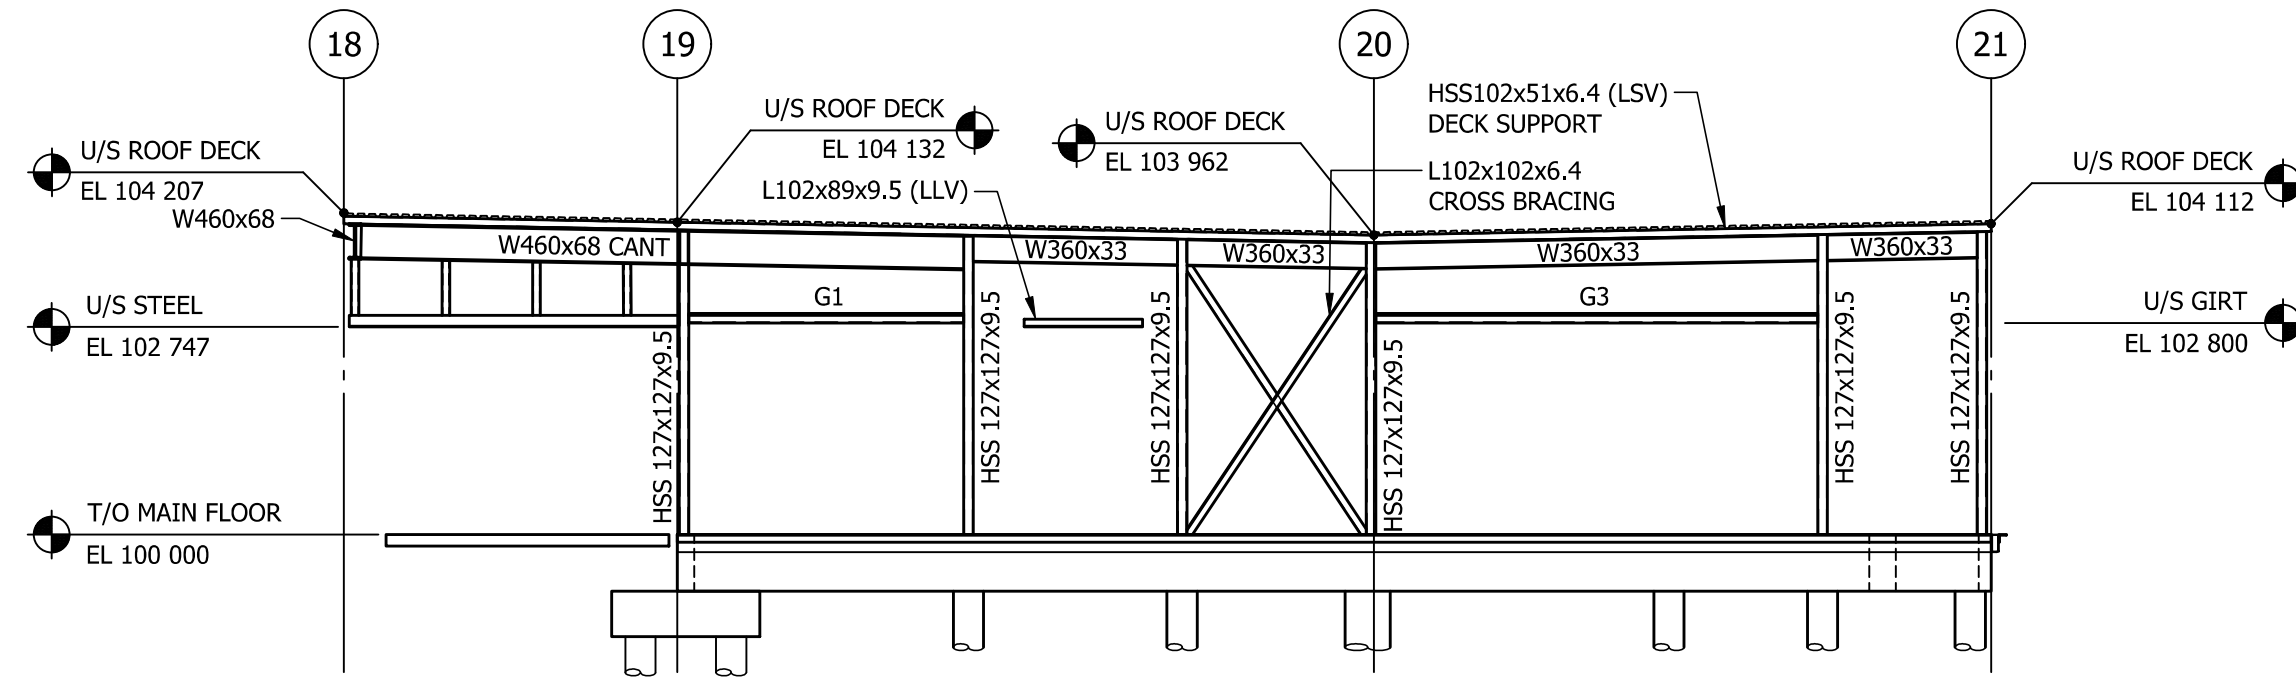 18
19
20
21
U/S ROOF DECK
EL 104 207
W460x68
U/S ROOF DECK
EL 104 132
L102x89x9.5 (LLV)
U/S ROOF DECK
EL 103 962
HSS102x51x6.4 (LSV)
DECK SUPPORT
L102x102x6.4
CROSS BRACING
U/S ROOF DECK
EL 104 112
W460x68 CANT
W360x33
W360x33
W360x33
W360x33
U/S STEEL
EL 102 747
G1
G3
U/S GIRT
EL 102 800
HSS 127x127x9.5
HSS 127x127x9.5
HSS 127x127x9.5
HSS 127x127x9.5
HSS 127x127x9.5
HSS 127x127x9.5
T/O MAIN FLOOR
EL 100 000